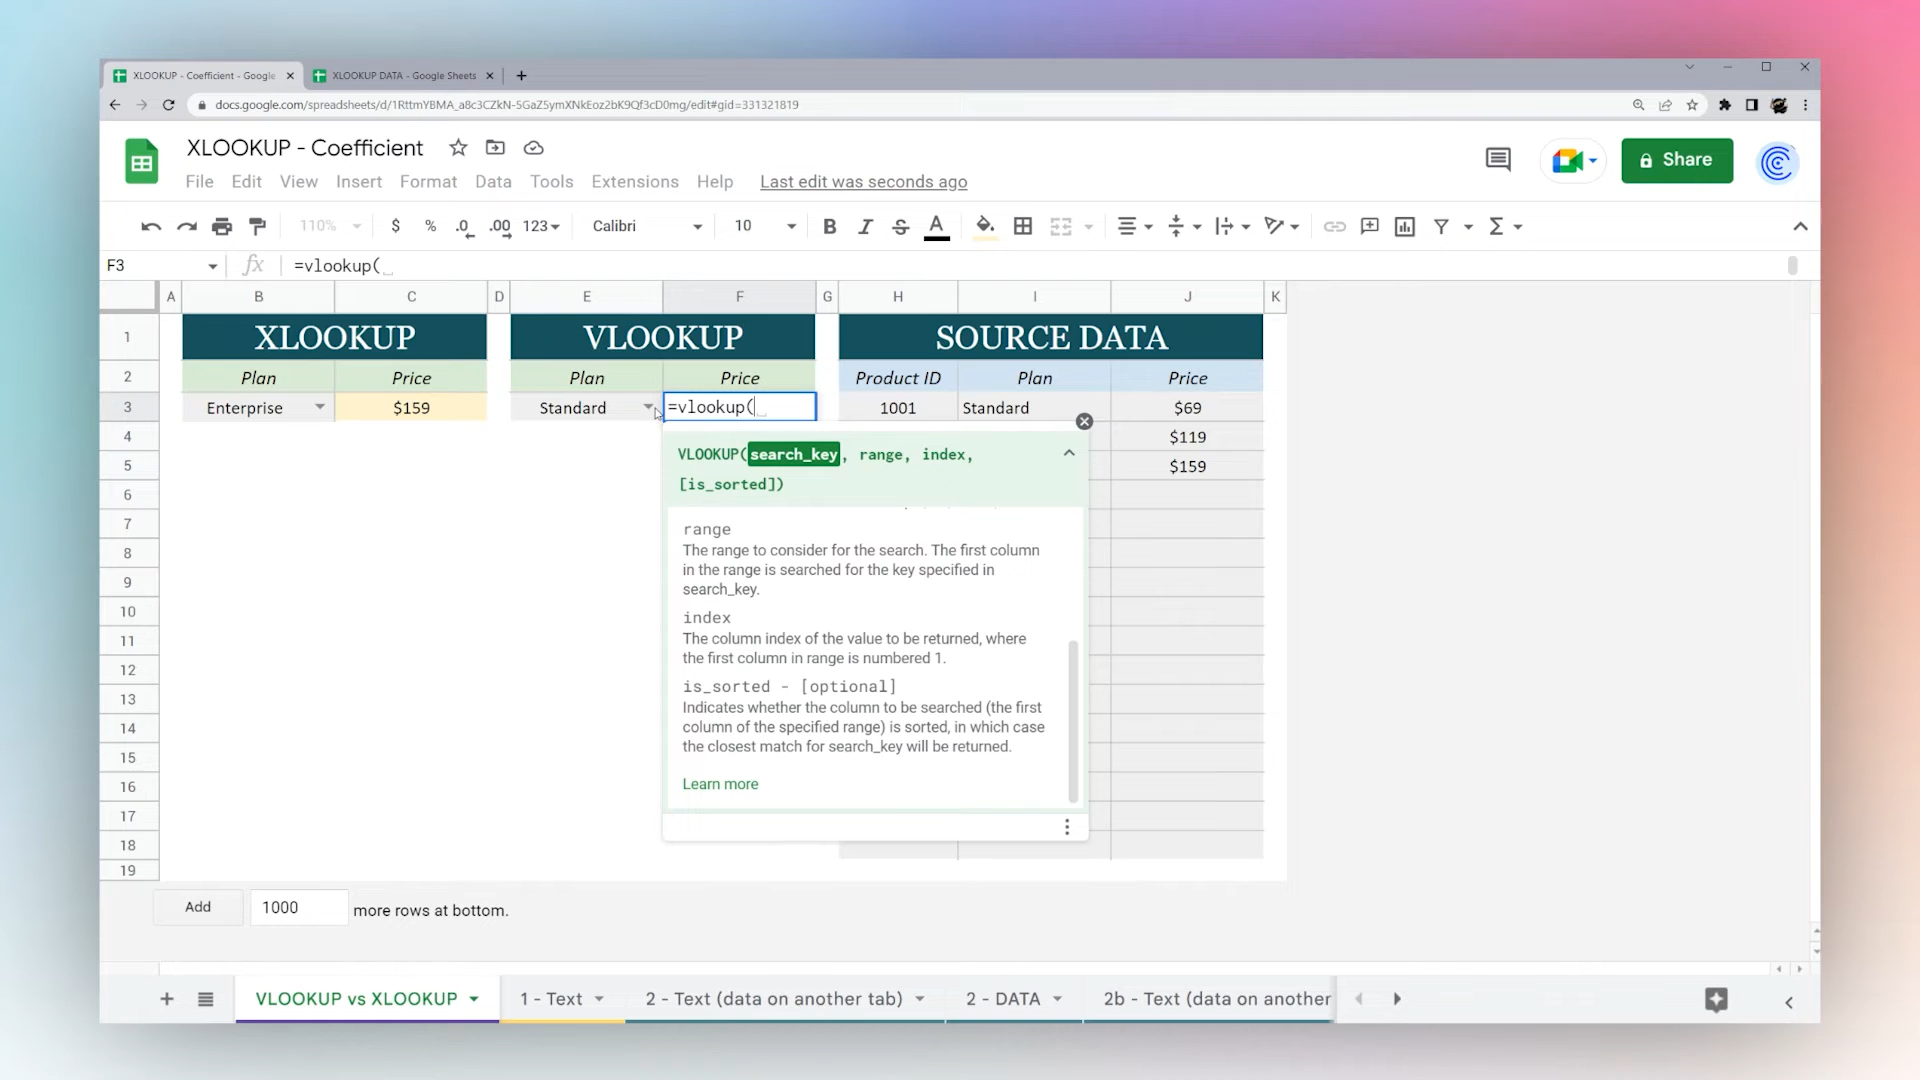 XLOOKUP - Coefficient - Google
XLOOKUP DATA - Google Sheets
docs.google.com/spreadsheets/d/1RttmYBMA_a8c3CZkN-5GaZ5ymXNkEoz2bK9Qf3cD0mg/edit#gid=331321819
XLOOKUP - Coefficient
File Edit View Insert Format Data Tools Extensions Help Last edit was seconds ago
Share
110% $ % .0 .00 123 Calibri 10 B I S A
F3 fx =vlookup(
A B C D E F G H I J K
1 XLOOKUP VLOOKUP SOURCE DATA
2 Plan Price Plan Price Product ID Plan Price
3 Enterprise $159 Standard =vlookup( 1001 Standard $69
4 $119
5 $159
6
7
8
9
10
11
12
13
14
15
16
17
18
19
VLOOKUP(search_key, range, index,
[is_sorted])
range
The range to consider for the search. The first column
in the range is searched for the key specified in
search_key.
index
The column index of the value to be returned, where
the first column in range is numbered 1.
is_sorted - [optional]
Indicates whether the column to be searched (the first
column of the specified range) is sorted, in which case
the closest match for search_key will be returned.
Learn more
Add 1000 more rows at bottom.
VLOOKUP vs XLOOKUP 1 - Text 2 - Text (data on another tab) 2 - DATA 2b - Text (data on another